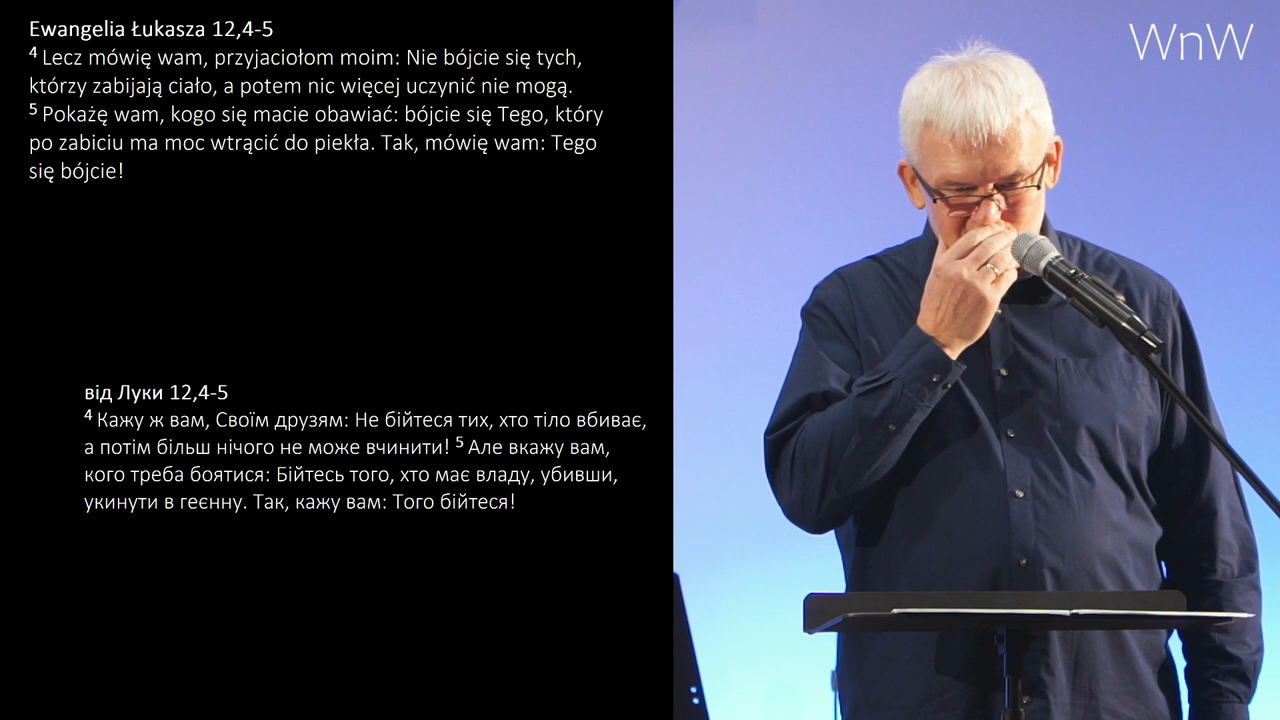 Ewangelia Łukasza 12,4-5
4 Lecz mówię wam, przyjaciołom moim: Nie bójcie się tych,
którzy zabijają ciało, a potem nic więcej uczynić nie mogą.
5 Pokażę wam, kogo się macie obawiać: bójcie się Tego, który
po zabiciu ma moc wtrącić do piekła. Tak, mówię wam: Tego
się bójcie!
від Луки 12,4-5
4 Кажу ж вам, Своїм друзям: Не бійтеся тих, хто тіло вбиває,
а потім більш нічого не може вчинити! 5 Але вкажу вам,
кого треба боятися: Бійтесь того, хто має владу, убивши,
укинути в геєнну. Так, кажу вам: Того бійтеся!
WnW